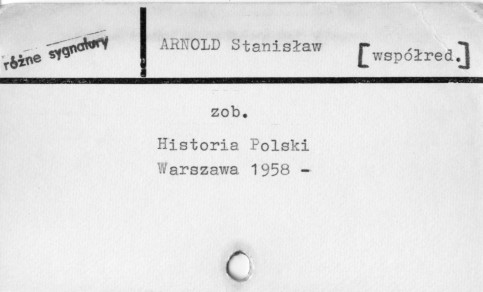 różne sygnatury
ARNOLD Stanisław
[współred.]
zob.
Historia Polski
Warszawa 1958 -